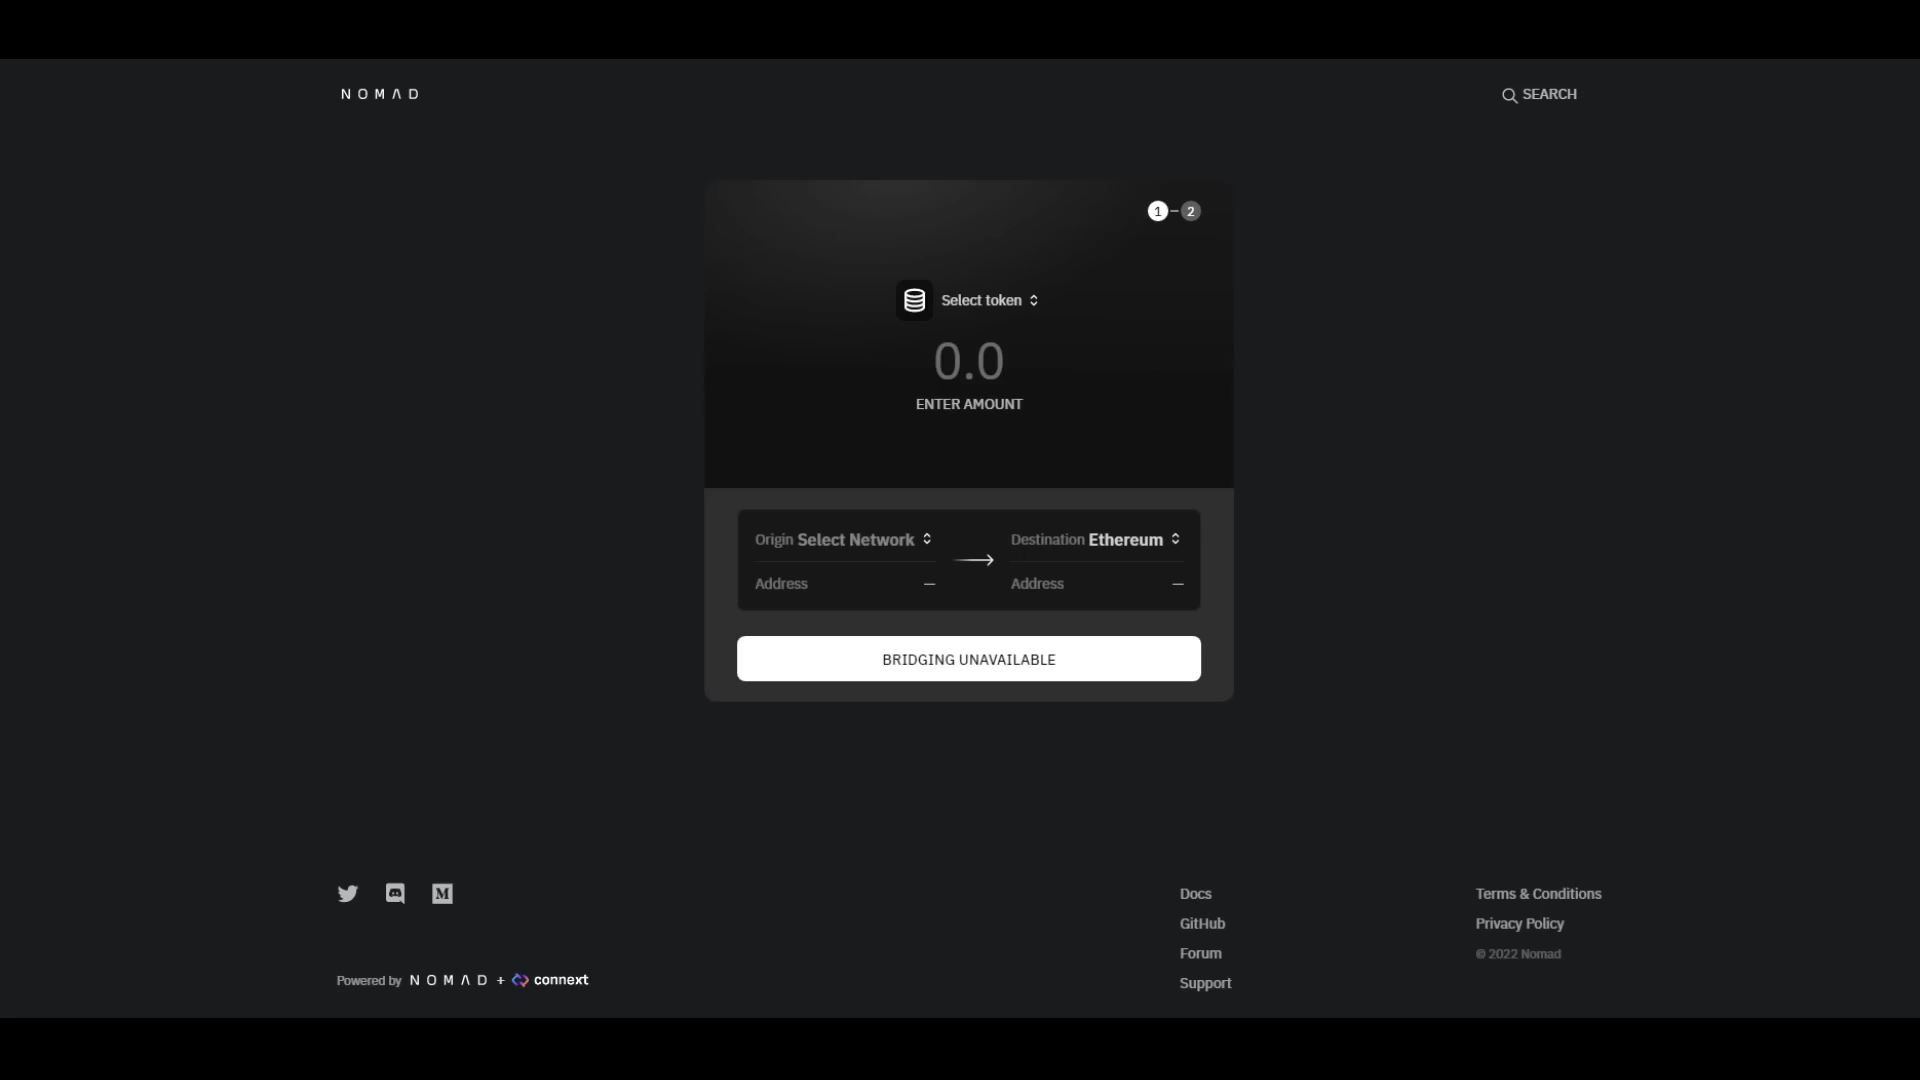 NOMAD
SEARCH
1 – 2
Select token
0.0
ENTER AMOUNT
Origin Select Network
Destination Ethereum
Address —
Address —
BRIDGING UNAVAILABLE
M
Docs
GitHub
Forum
Support
Terms & Conditions
Privacy Policy
© 2022 Nomad
Powered by NOMAD + connext